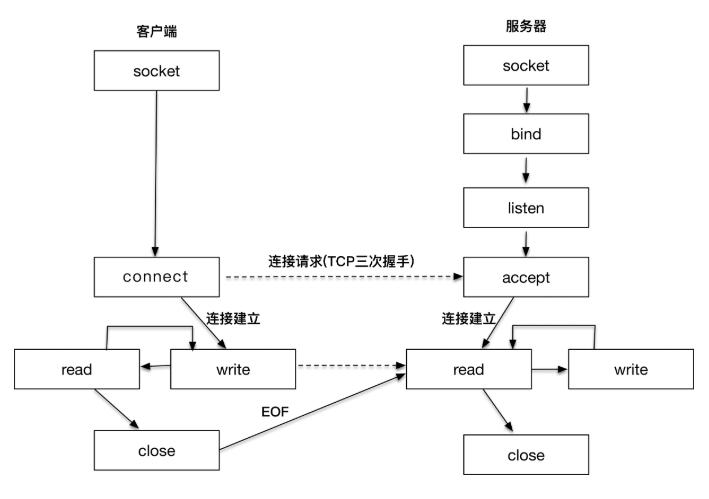 客户端
服务器
socket
socket
bind
listen
连接请求(TCP三次握手)
connect
accept
连接建立
连接建立
read
write
read
write
EOF
close
close